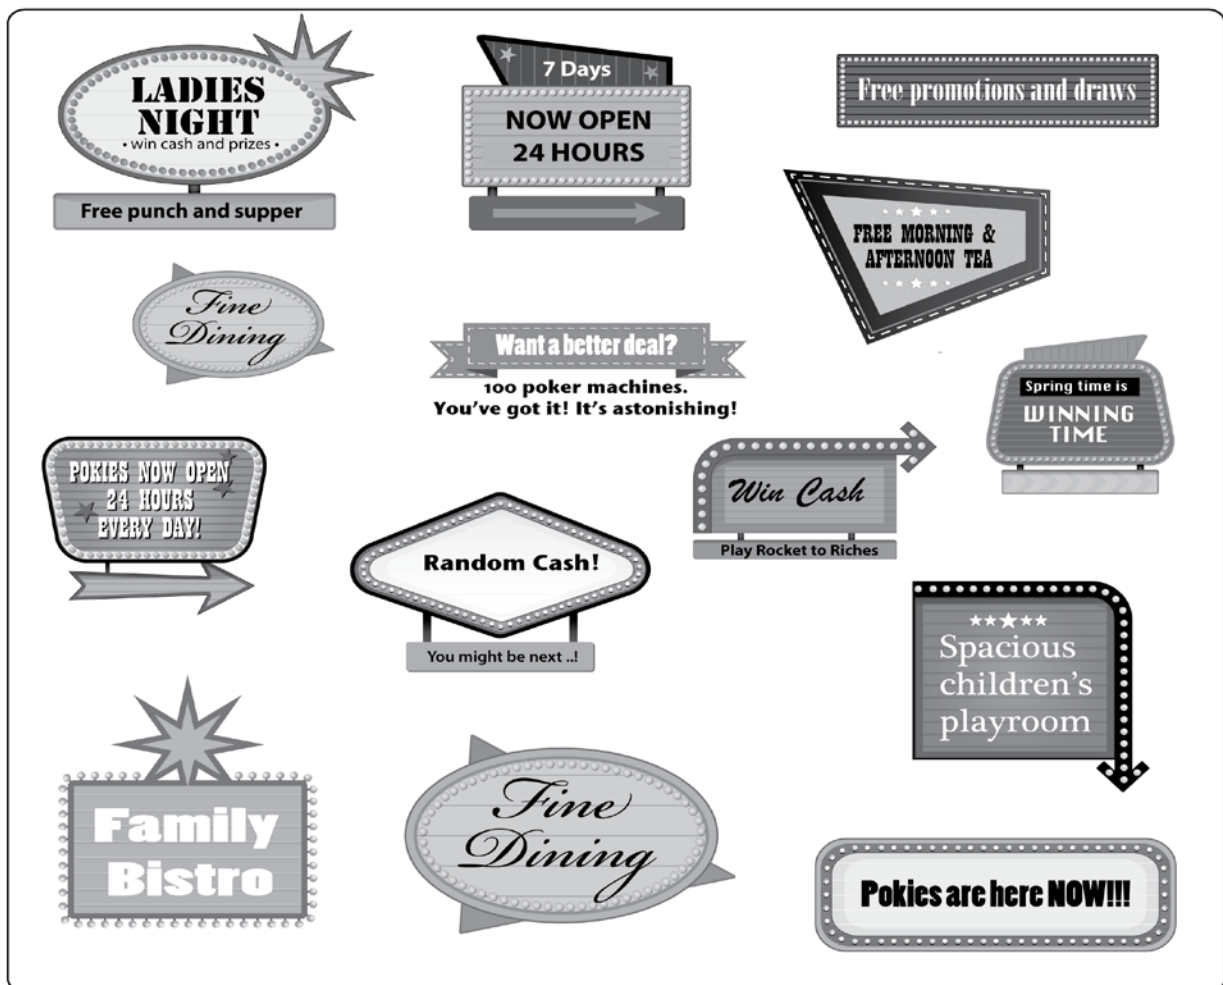 LADIES
NIGHT
• win cash and prizes •
Free punch and supper
7 Days
NOW OPEN
24 HOURS
Free promotions and draws
FREE MORNING &
AFTERNOON TEA
Fine
Dining
Want a better deal?
100 poker machines.
You've got it! It's astonishing!
Spring time is
WINNING
TIME
POKIES NOW OPEN
24 HOURS
EVERY DAY!
Win Cash
Play Rocket to Riches
Random Cash!
You might be next ..!
Spacious
children's
playroom
Family
Bistro
Fine
Dining
Pokies are here NOW!!!